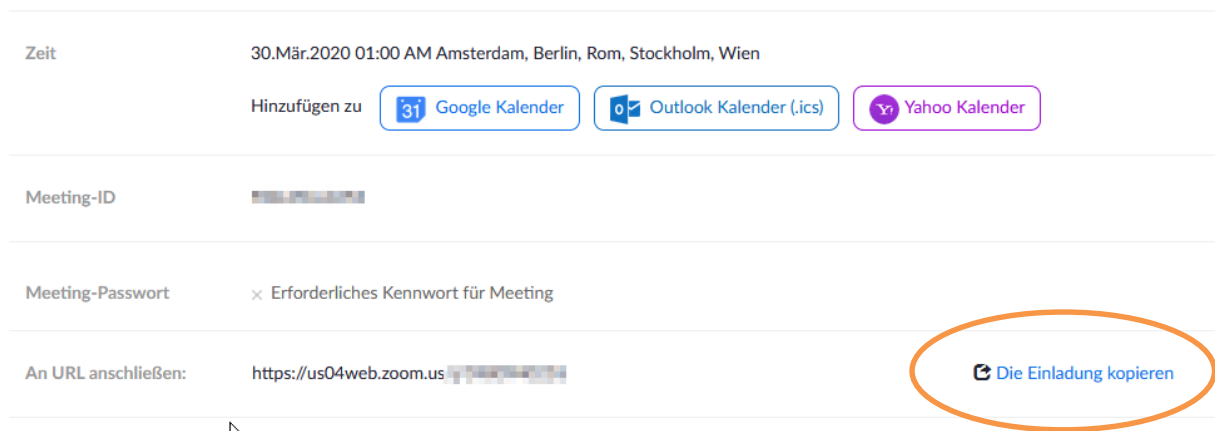 Zeit 30.Mär.2020 01:00 AM Amsterdam, Berlin, Rom, Stockholm, Wien
Hinzufügen zu 31 Google Kalender Outlook Kalender (.ics) Yahoo Kalender
Meeting-ID
Meeting-Passwort × Erforderliches Kennwort für Meeting
An URL anschließen: https://us04web.zoom.us Die Einladung kopieren